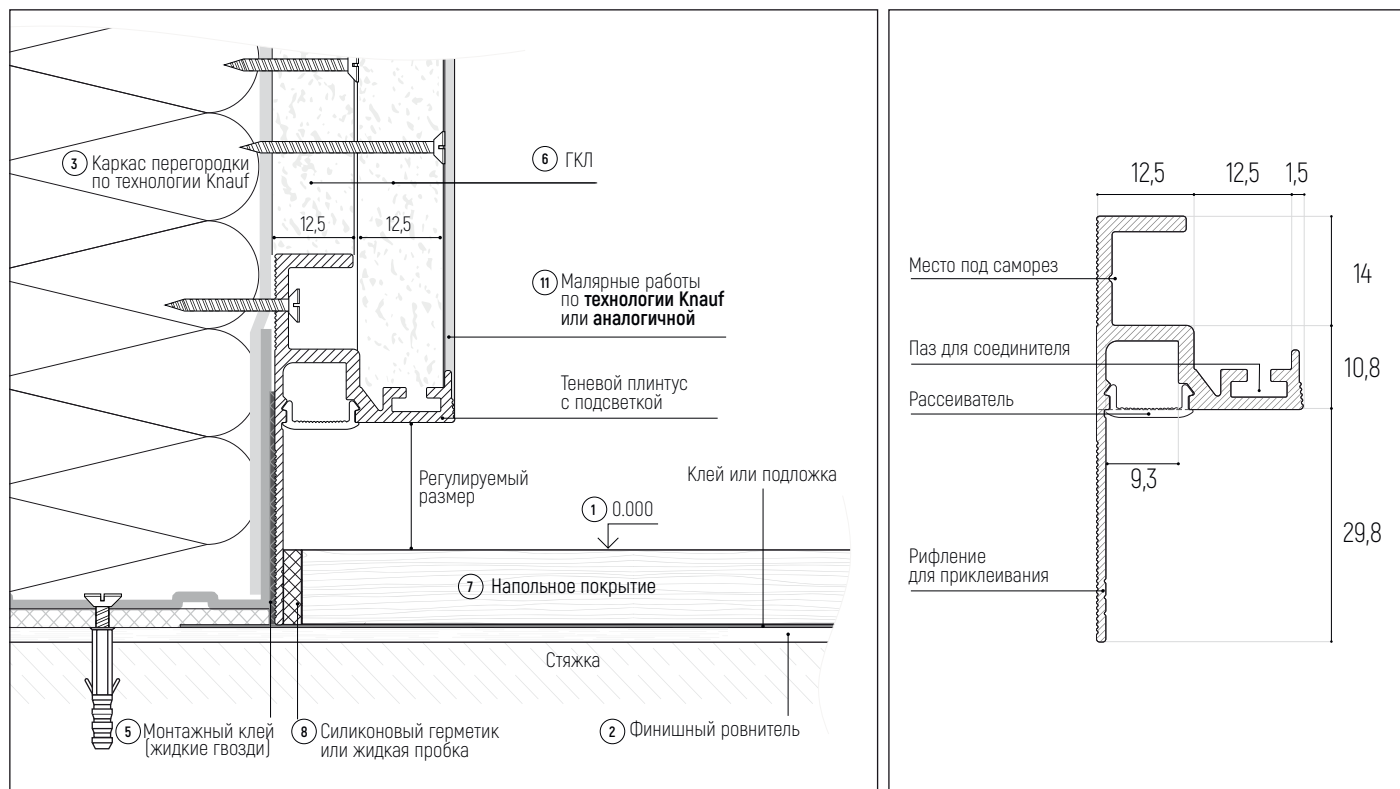 3 Каркас перегородки
по технологии Knauf
6 ГКЛ
12,5
12,5
11 Малярные работы
по технологии Knauf
или аналогичной
Теневой плинтус
с подсветкой
Регулируемый
размер
Клей или подложка
1 0.000
7 Напольное покрытие
Стяжка
5 Монтажный клей
(жидкие гвозди)
8 Силиконовый герметик
или жидкая пробка
2 Финишный ровнитель
12,5
12,5
1,5
Место под саморез
14
Паз для соединителя
10,8
Рассеиватель
9,3
29,8
Рифление
для приклеивания